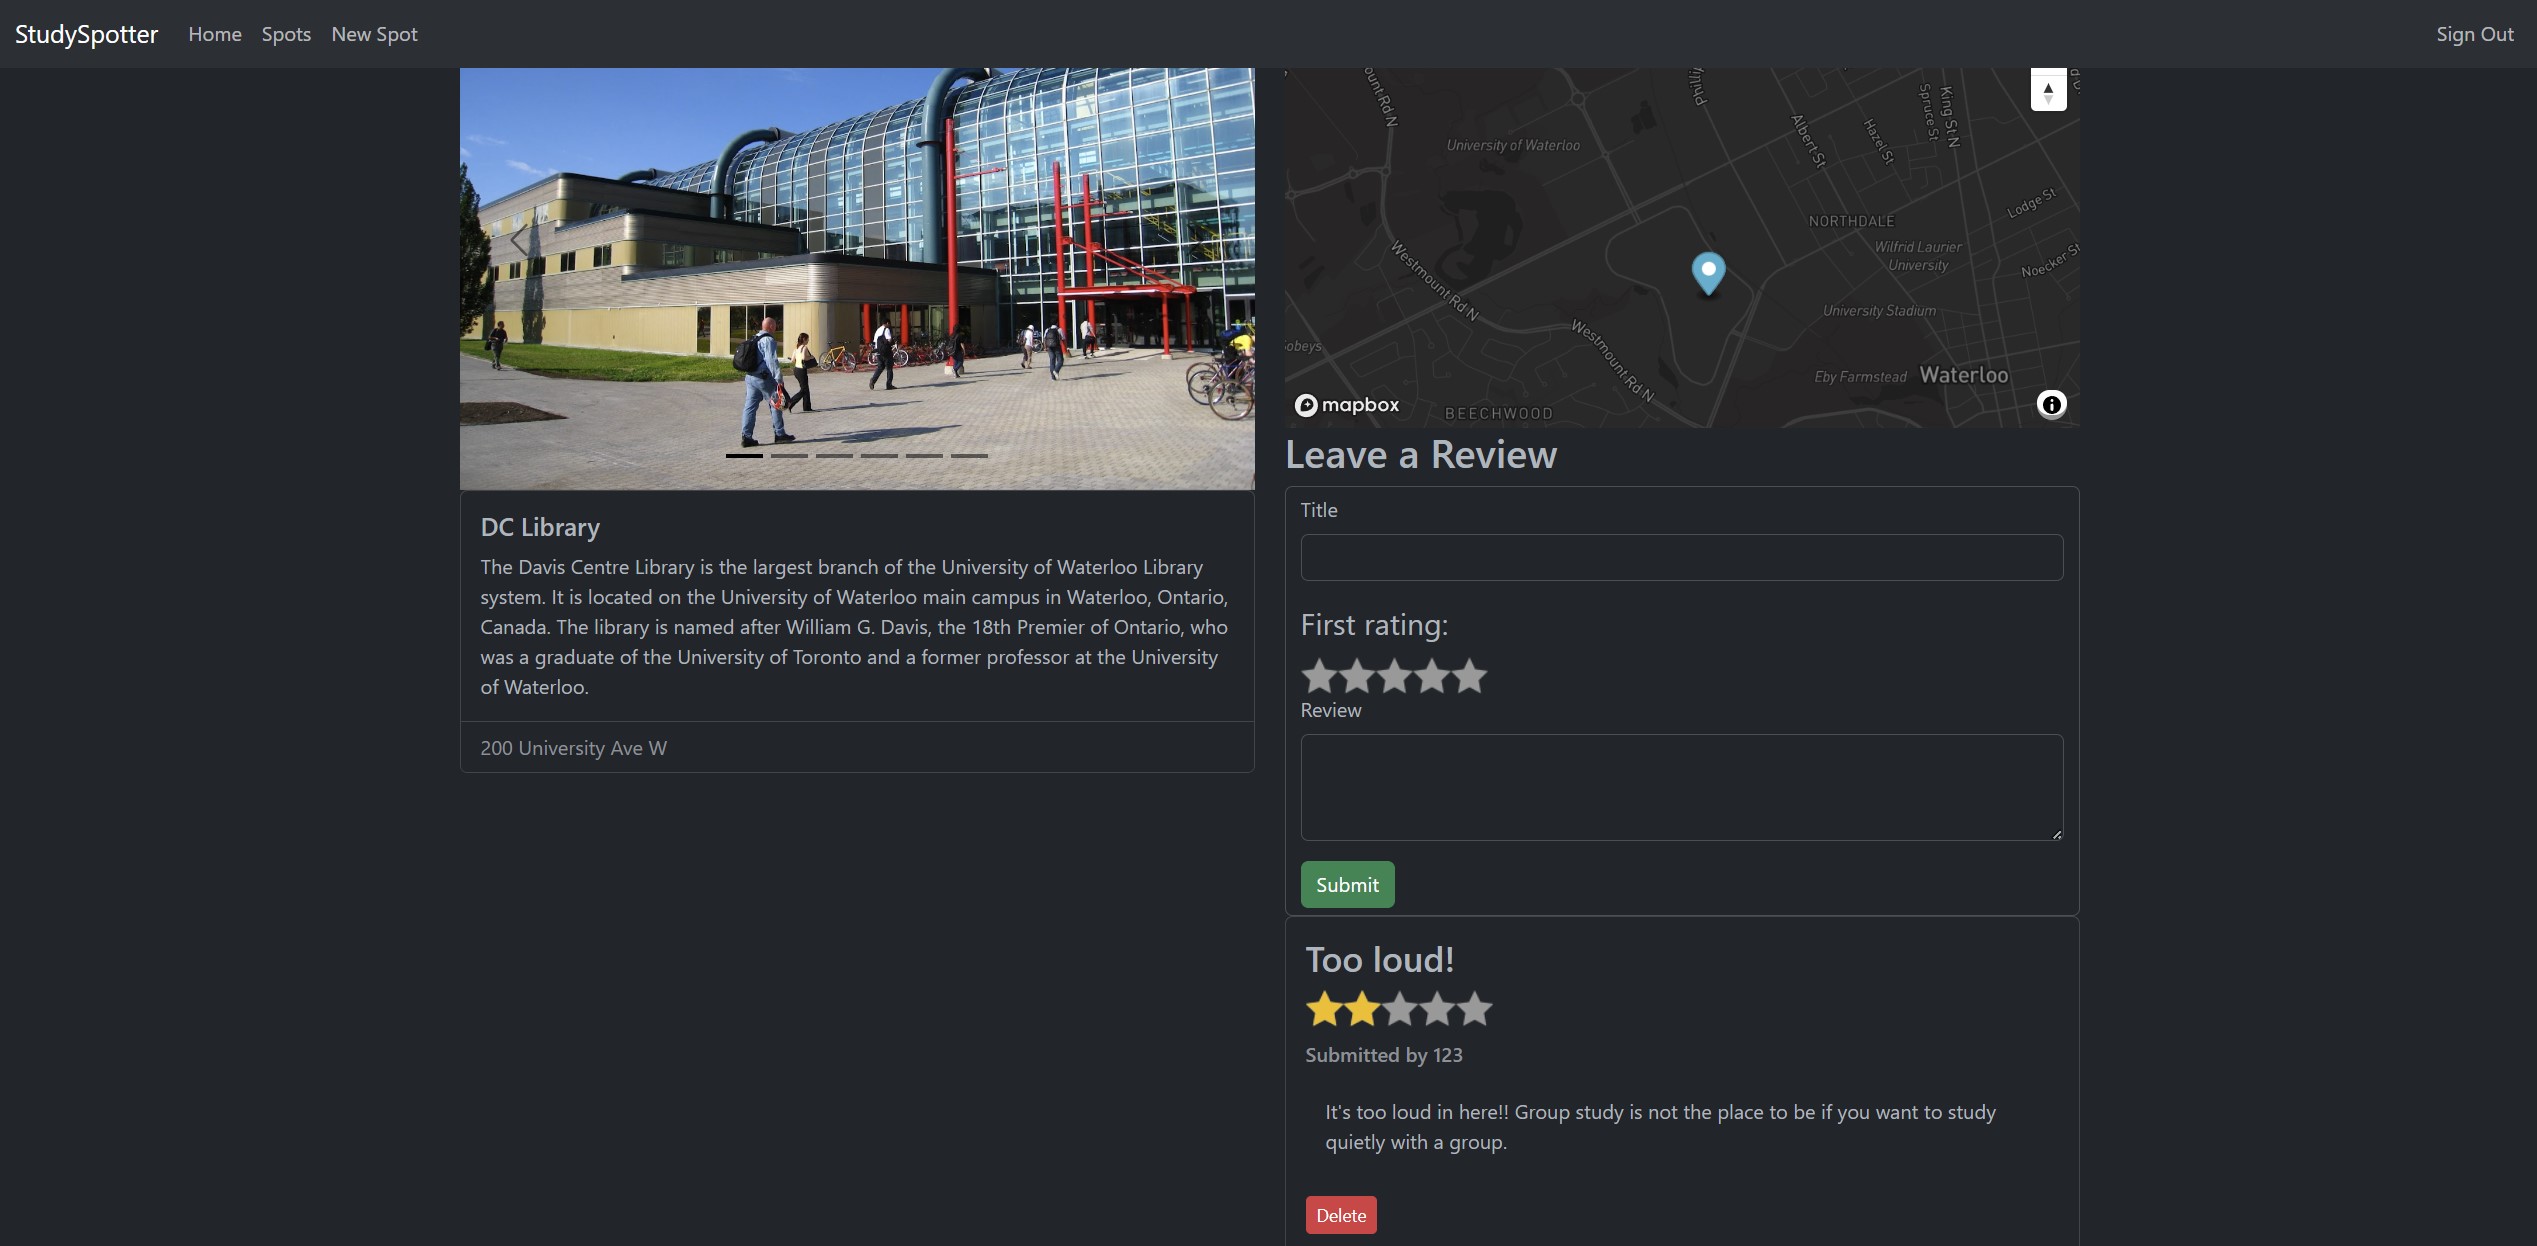 StudySpotter
Home
Spots
New Spot
Sign Out
DC Library
The Davis Centre Library is the largest branch of the University of Waterloo Library
system. It is located on the University of Waterloo main campus in Waterloo, Ontario,
Canada. The library is named after William G. Davis, the 18th Premier of Ontario, who
was a graduate of the University of Toronto and a former professor at the University
of Waterloo.
200 University Ave W
University of Waterloo
Albert St
Hazel St
Spruce St
King St N
Lodge St
NORTHDALE
Wilfrid Laurier
University
Westmount Rd N
Westmount Rd N
University Stadium
Eby Farmstead
Waterloo
BEECHWOOD
mapbox
Leave a Review
Title
First rating:
Review
Submit
Too loud!
Submitted by 123
It's too loud in here!! Group study is not the place to be if you want to study
quietly with a group.
Delete